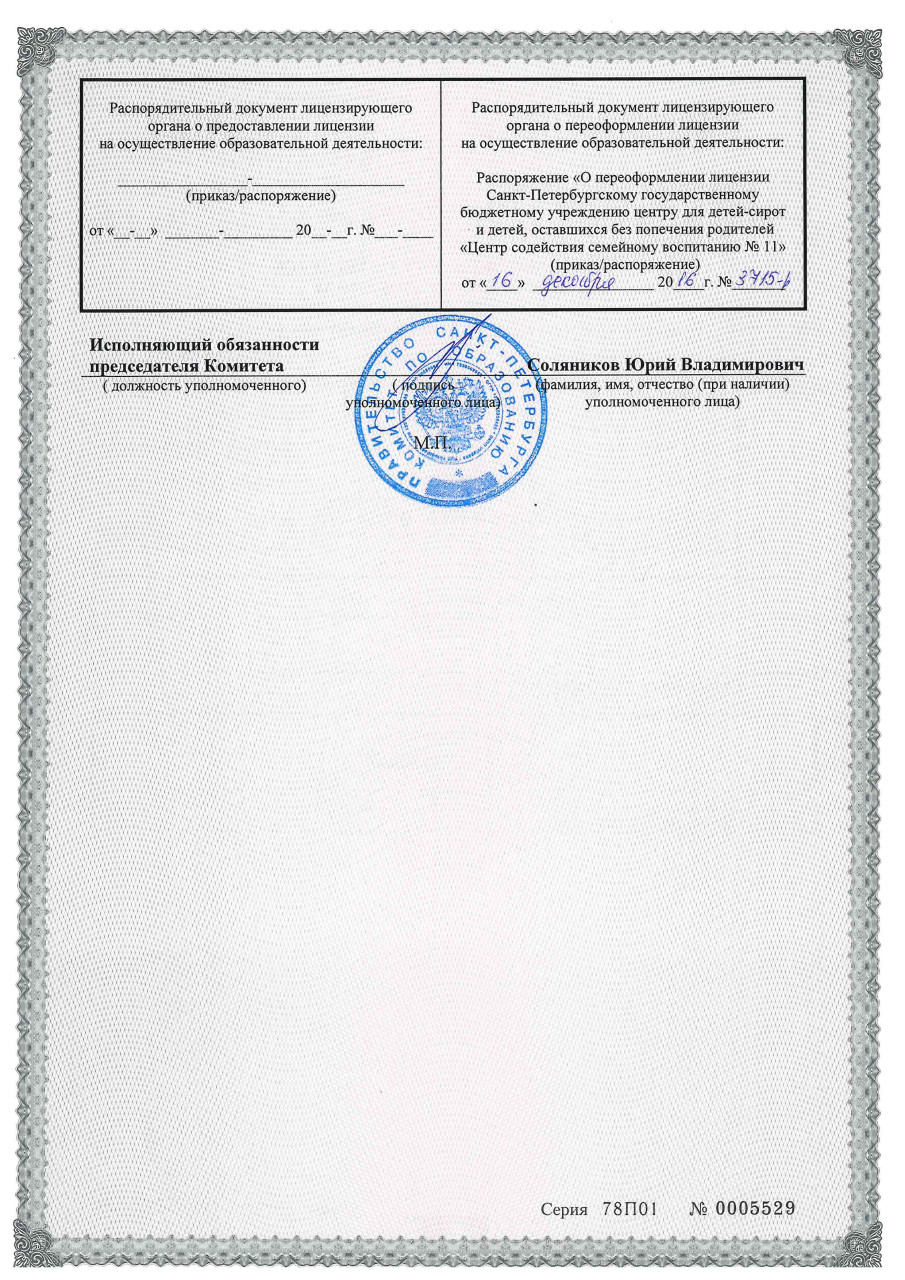 Распорядительный документ лицензирующего
органа о предоставлении лицензии
на осуществление образовательной деятельности:
_________________-____________________
(приказ/распоряжение)
от «__-__» _______-_________ 20__-__г. №___-____
Распорядительный документ лицензирующего
органа о переоформлении лицензии
на осуществление образовательной деятельности:
Распоряжение «О переоформлении лицензии
Санкт-Петербургскому государственному
бюджетному учреждению центру для детей-сирот
и детей, оставшихся без попечения родителей
«Центр содействия семейному воспитанию № 11»
(приказ/распоряжение)
от «16» декабря 2016 г. № 3715-р
Исполняющий обязанности
председателя Комитета
( должность уполномоченного)
( подпись
уполномоченного лица)
М.П.
Соляников Юрий Владимирович
(фамилия, имя, отчество (при наличии)
уполномоченного лица)
ПРАВИТЕЛЬСТВО САНКТ-ПЕТЕРБУРГА
КОМИТЕТ ПО ОБРАЗОВАНИЮ
Серия 78П01 № 0005529